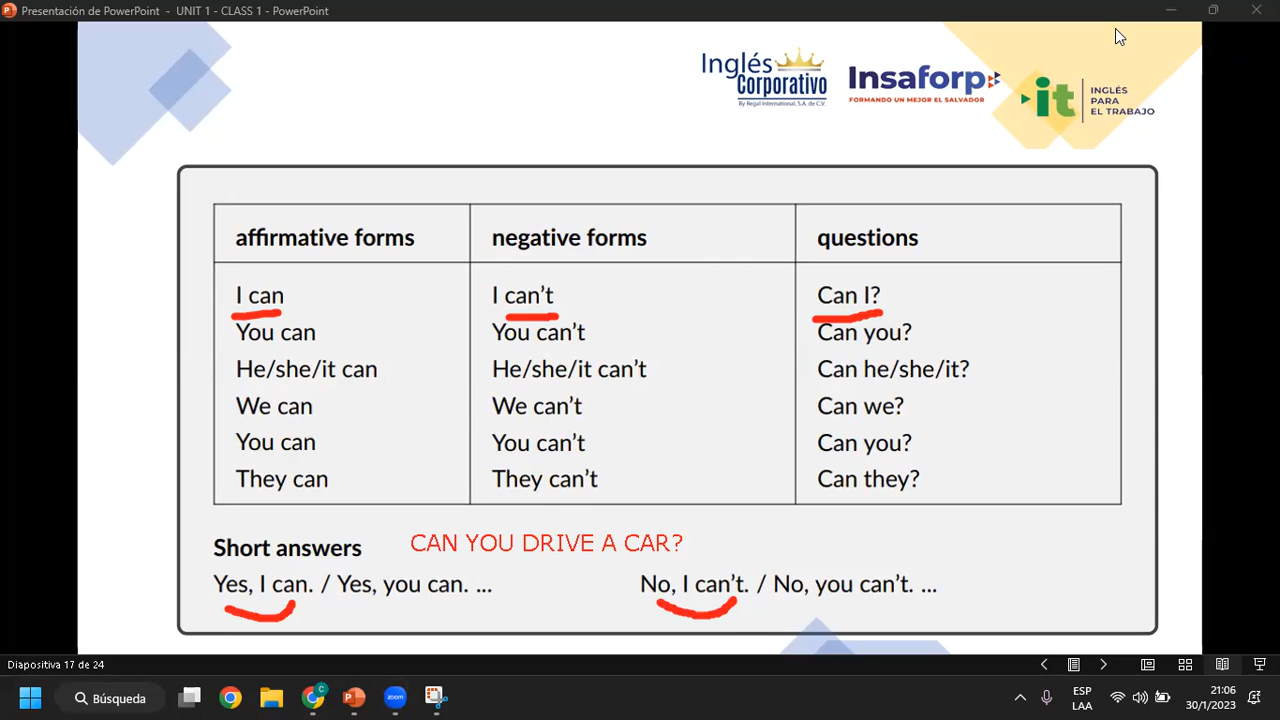 Presentación de PowerPoint - UNIT 1 - CLASS 1 - PowerPoint
Inglés
Corporativo
By Regal International, S.A. de C.V.
Insaforp
FORMANDO UN MEJOR EL SALVADOR
it
INGLÉS
PARA
EL TRABAJO
affirmative forms negative forms questions
I can I can't Can I?
You can You can't Can you?
He/she/it can He/she/it can't Can he/she/it?
We can We can't Can we?
You can You can't Can you?
They can They can't Can they?
Short answers CAN YOU DRIVE A CAR?
Yes, I can. / Yes, you can. ... No, I can't. / No, you can't. ...
Diapositiva 17 de 24
Búsqueda
zoom
ESP
LAA
21:06
30/1/2023